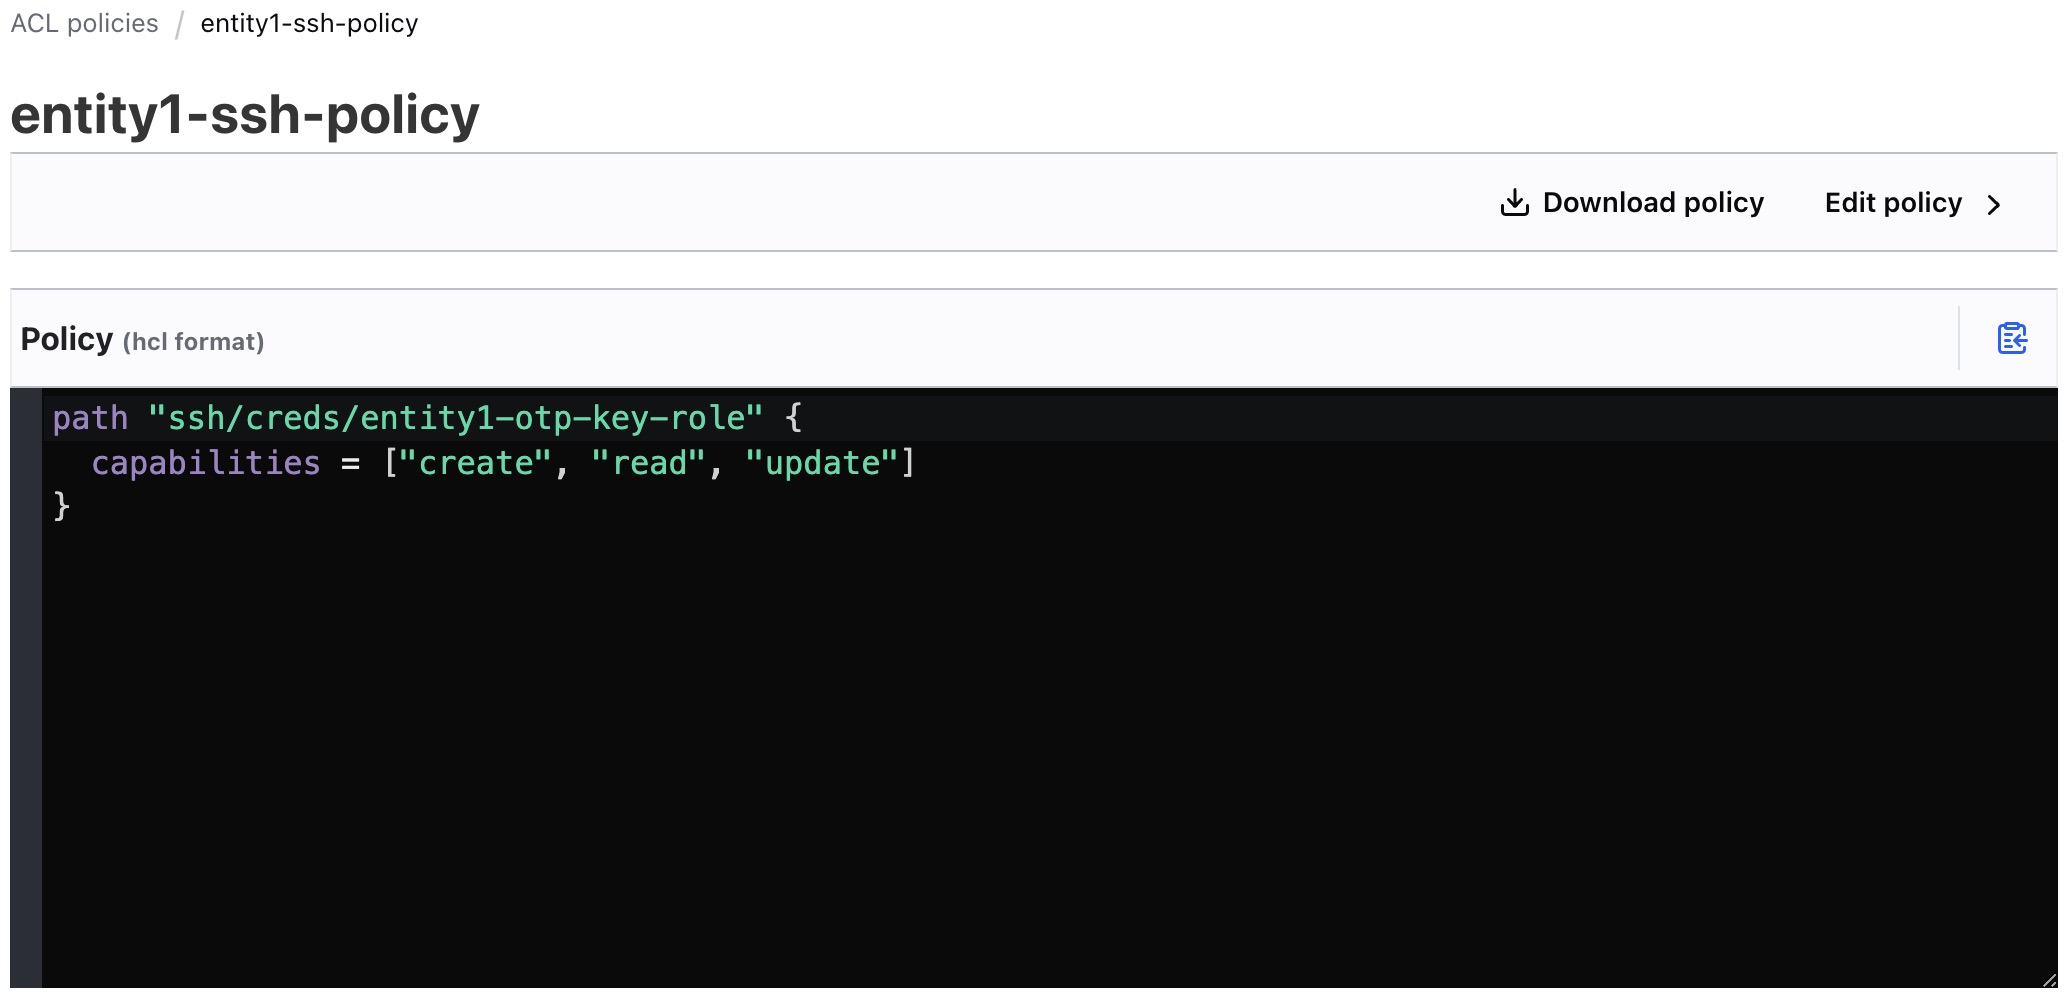 ACL policies / entity1-ssh-policy
entity1-ssh-policy
Download policy Edit policy
Policy (hcl format)
path "ssh/creds/entity1-otp-key-role" {
  capabilities = ["create", "read", "update"]
}